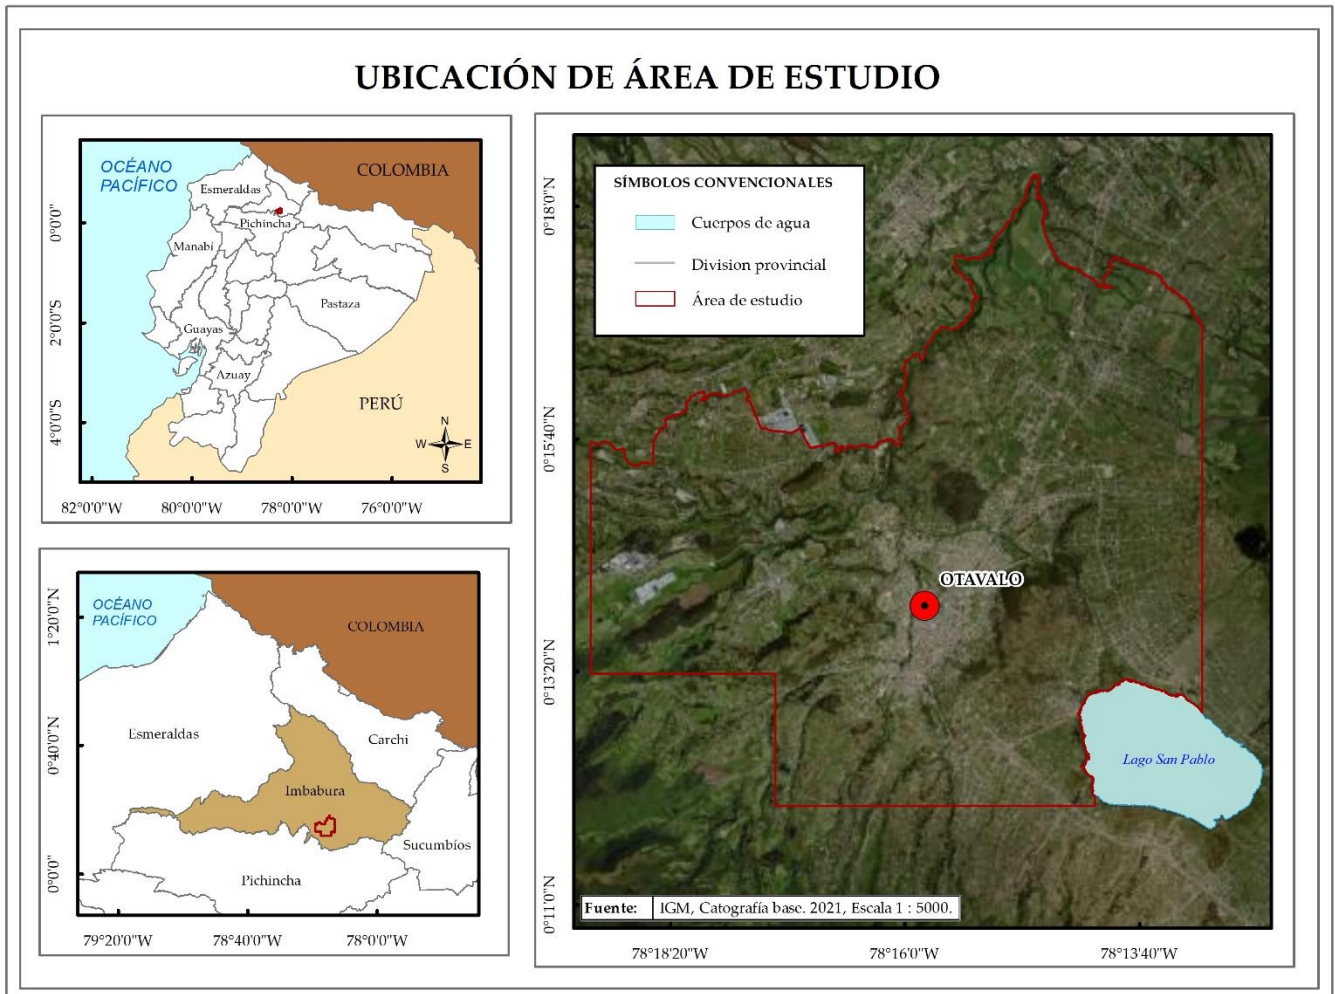 UBICACIÓN DE ÁREA DE ESTUDIO
OCÉANO
PACÍFICO
COLOMBIA
Esmeraldas
Pichincha
Manabí
Pastaza
Guayas
Azuay
PERÚ
N
W
E
S
0°0'0"
2°0'0"S
4°0'0"S
82°0'0"W
80°0'0"W
78°0'0"W
76°0'0"W
OCÉANO
PACÍFICO
COLOMBIA
Esmeraldas
Carchi
Imbabura
Sucumbíos
Pichincha
1°20'0"N
0°40'0"N
0°0'0"
79°20'0"W
78°40'0"W
78°0'0"W
SÍMBOLOS CONVENCIONALES
Cuerpos de agua
Division provincial
Área de estudio
OTAVALO
Lago San Pablo
Fuente: IGM, Catografía base. 2021, Escala 1 : 5000.
0°18'0"N
0°15'40"N
0°13'20"N
0°11'0"N
78°18'20"W
78°16'0"W
78°13'40"W